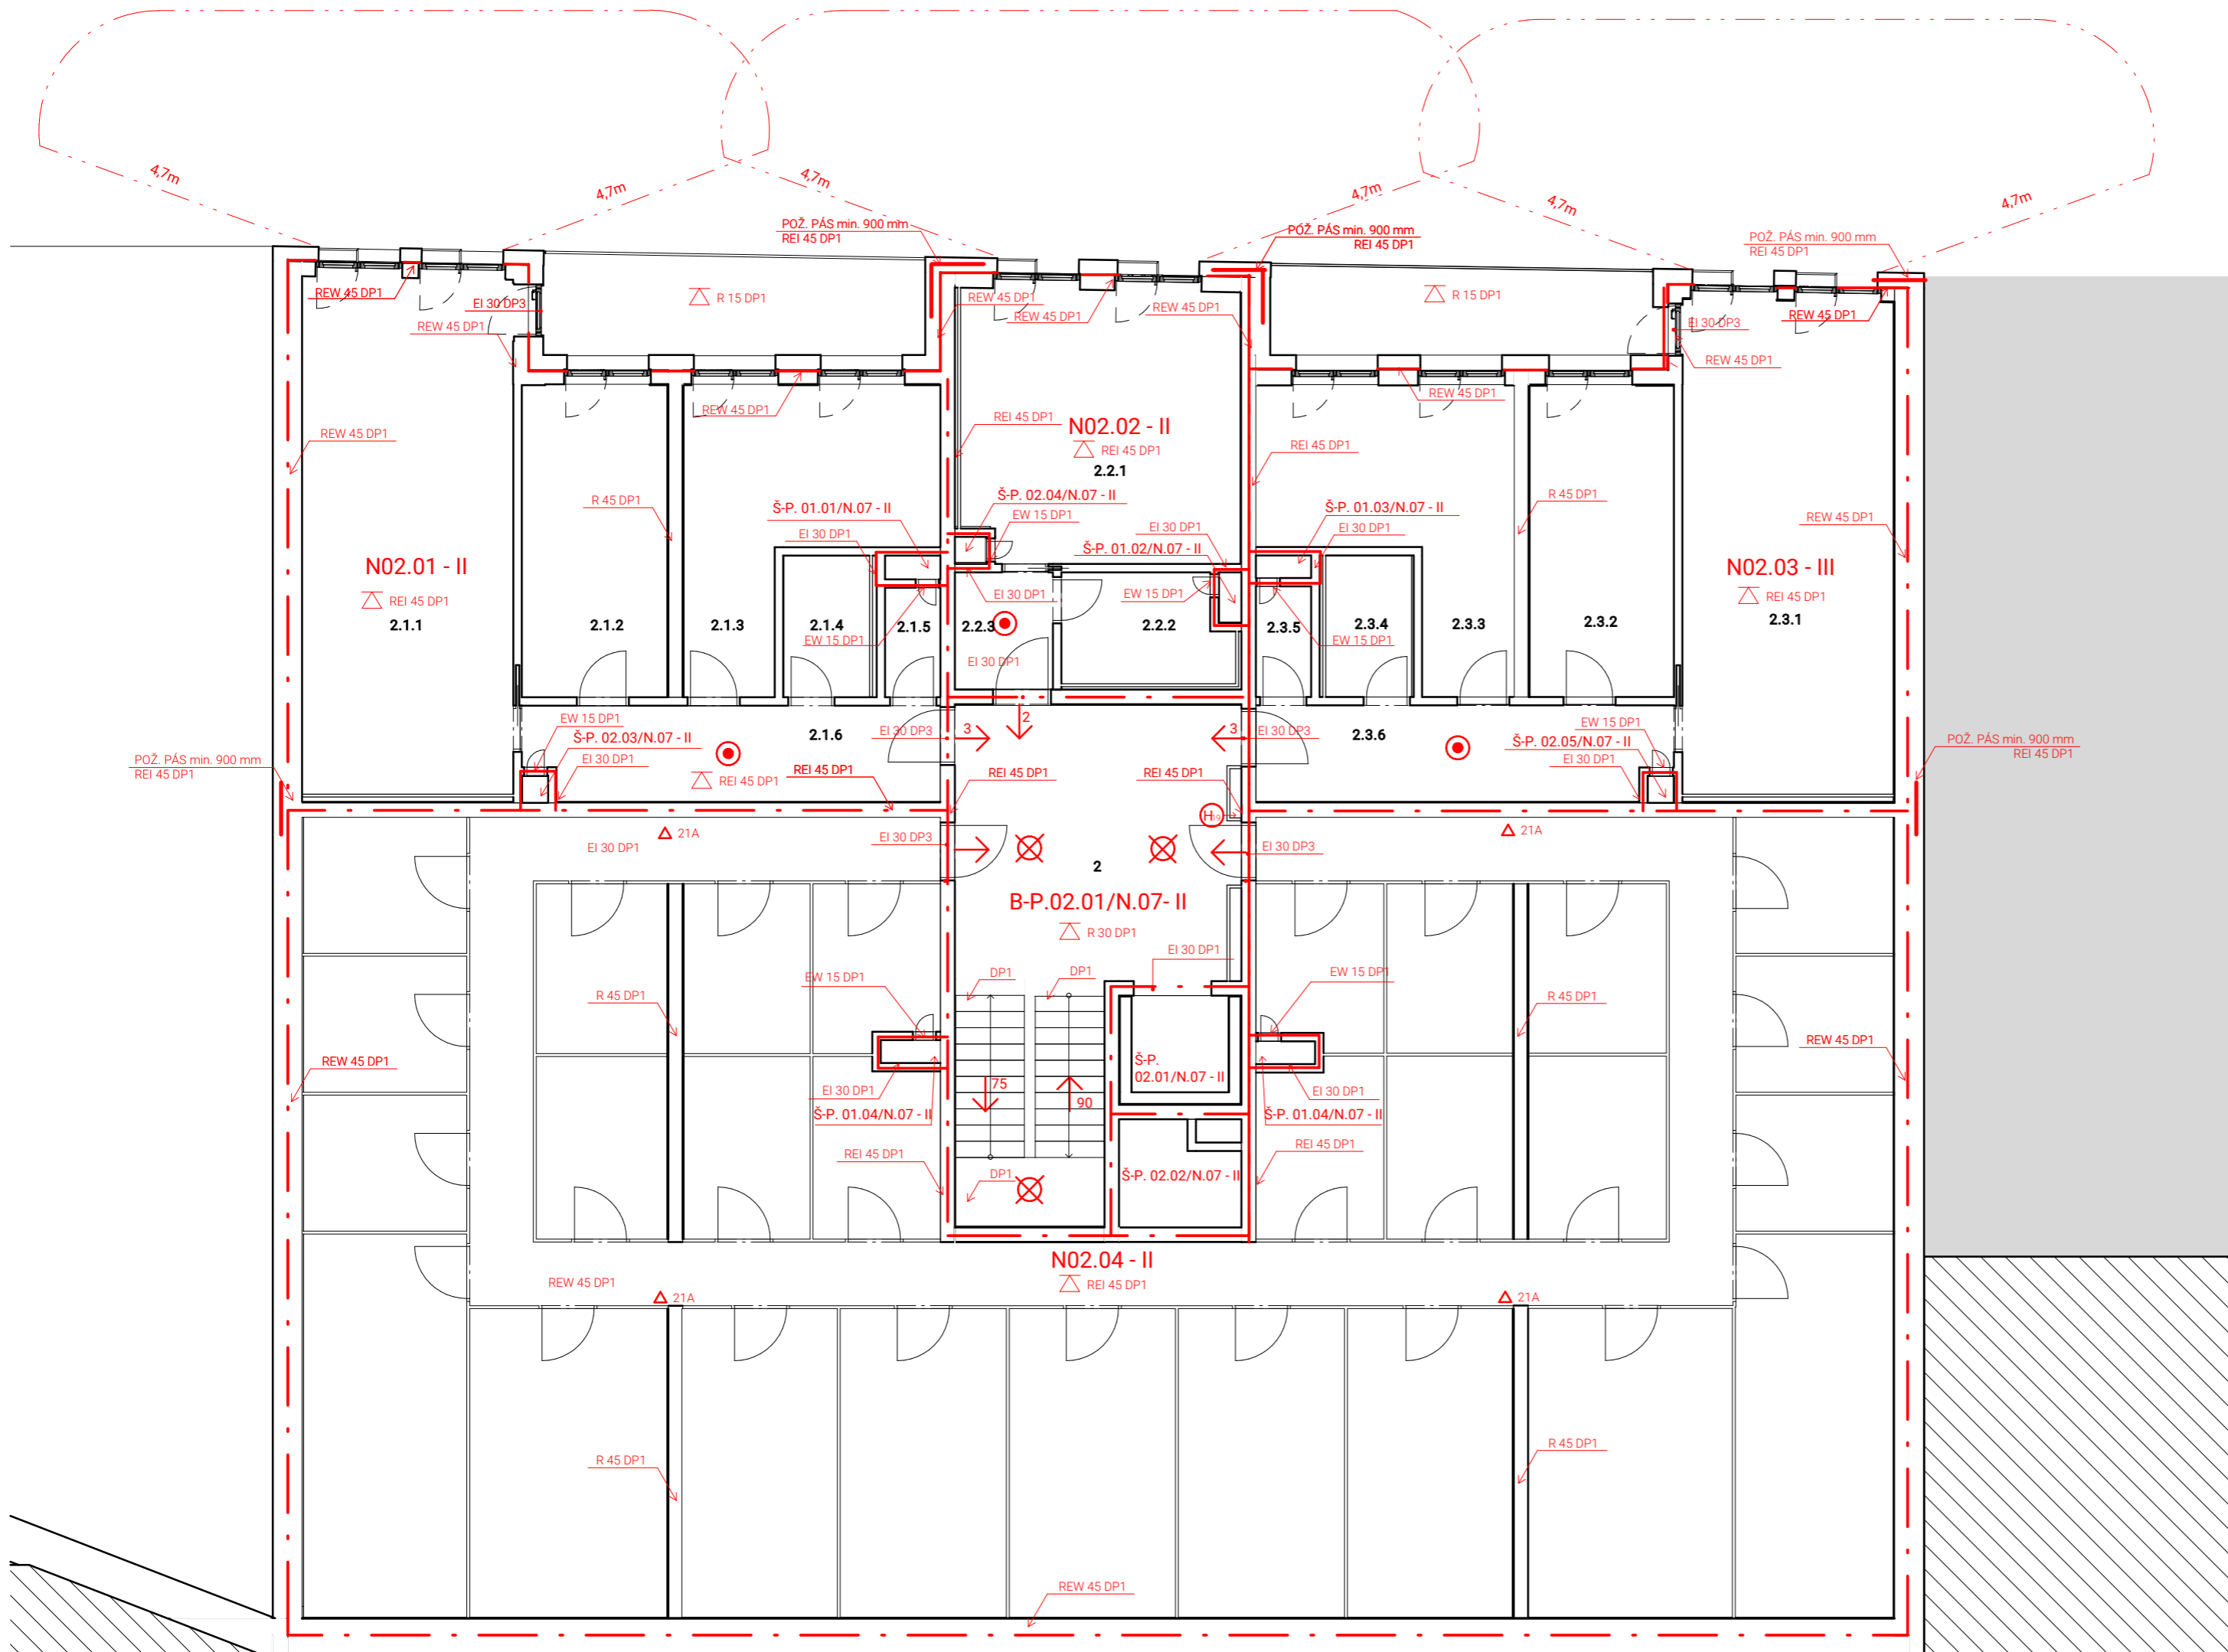 4,7m
4,7m
4,7m
4,7m
4,7m
4,7m
POŽ. PÁS min. 900 mm
REI 45 DP1
POŽ. PÁS min. 900 mm
REI 45 DP1
POŽ. PÁS min. 900 mm
REI 45 DP1
REW 45 DP1
EI 30 DP3
REW 45 DP1
R 15 DP1
REW 45 DP1
REW 45 DP1
REW 45 DP1
R 15 DP1
EI 30 DP3
REW 45 DP1
REW 45 DP1
REW 45 DP1
REW 45 DP1
REW 45 DP1
REI 45 DP1
N02.02 - II
REI 45 DP1
2.2.1
REI 45 DP1
R 45 DP1
Š-P. 01.01/N.07 - II
EI 30 DP1
Š-P. 02.04/N.07 - II
EW 15 DP1
EI 30 DP1
Š-P. 01.02/N.07 - II
Š-P. 01.03/N.07 - II
EI 30 DP1
R 45 DP1
REW 45 DP1
N02.01 - II
REI 45 DP1
2.1.1
2.1.2
2.1.3
2.1.4
2.1.5
EW 15 DP1
EI 30 DP1
2.2.3
EI 30 DP1
EW 15 DP1
2.2.2
2.3.5
2.3.4
EW 15 DP1
2.3.3
2.3.2
N02.03 - III
REI 45 DP1
2.3.1
EW 15 DP1
Š-P. 02.03/N.07 - II
EI 30 DP1
2.1.6
REI 45 DP1
REI 45 DP1
EI 30 DP3
3
2
3
EI 30 DP3
2.3.6
EW 15 DP1
Š-P. 02.05/N.07 - II
EI 30 DP1
POŽ. PÁS min. 900 mm
REI 45 DP1
POŽ. PÁS min. 900 mm
REI 45 DP1
REI 45 DP1
REI 45 DP1
H19
21A
EI 30 DP1
EI 30 DP3
EI 30 DP3
21A
2
B-P.02.01/N.07- II
R 30 DP1
EI 30 DP1
DP1
DP1
EW 15 DP1
EW 15 DP1
R 45 DP1
R 45 DP1
REW 45 DP1
REW 45 DP1
Š-P.
02.01/N.07 - II
75
90
EI 30 DP1
Š-P. 01.04/N.07 - II
EI 30 DP1
Š-P. 01.04/N.07 - II
REI 45 DP1
REI 45 DP1
DP1
Š-P. 02.02/N.07 - II
N02.04 - II
REI 45 DP1
REW 45 DP1
21A
21A
R 45 DP1
R 45 DP1
REW 45 DP1